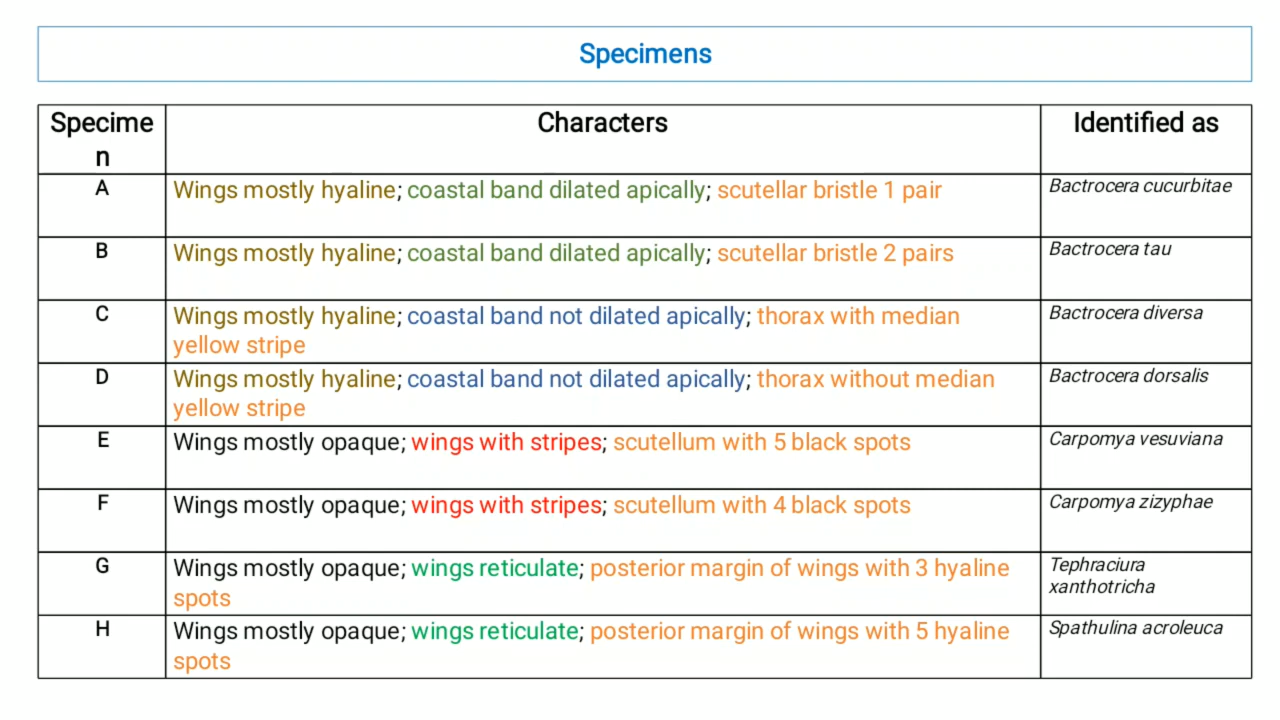 Specimens
Specime
n
Characters
Identified as
A
Wings mostly hyaline; coastal band dilated apically; scutellar bristle 1 pair
Bactrocera cucurbitae
B
Wings mostly hyaline; coastal band dilated apically; scutellar bristle 2 pairs
Bactrocera tau
C
Wings mostly hyaline; coastal band not dilated apically; thorax with median
yellow stripe
Bactrocera diversa
D
Wings mostly hyaline; coastal band not dilated apically; thorax without median
yellow stripe
Bactrocera dorsalis
E
Wings mostly opaque; wings with stripes; scutellum with 5 black spots
Carpomya vesuviana
F
Wings mostly opaque; wings with stripes; scutellum with 4 black spots
Carpomya zizyphae
G
Wings mostly opaque; wings reticulate; posterior margin of wings with 3 hyaline
spots
Tephraciura
xanthotricha
H
Wings mostly opaque; wings reticulate; posterior margin of wings with 5 hyaline
spots
Spathulina acroleuca